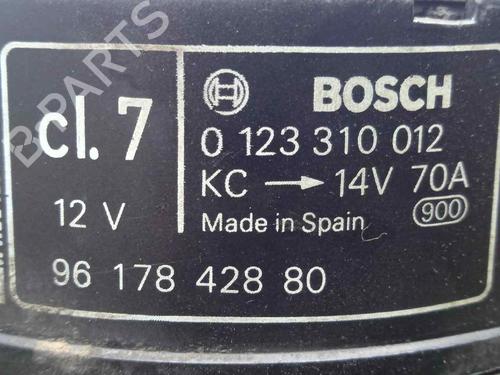 cl. 7
12 V
BOSCH
0 123 310 012
KC → 14V 70A
Made in Spain 900
96 178 428 80
B-PARTS